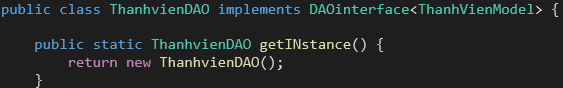 public class ThanhvienDAO implements DAOinterface<ThanhVienModel> {
public static ThanhvienDAO getINstance() {
return new ThanhvienDAO();
}